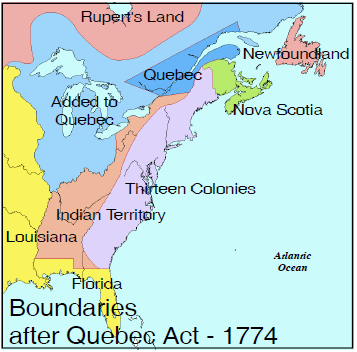 Rupert's Land
Newfoundland
Quebec
Added to
Quebec
Nova Scotia
Thirteen Colonies
Indian Territory
Louisiana
Atlantic
Ocean
Florida
Boundaries
after Quebec Act - 1774